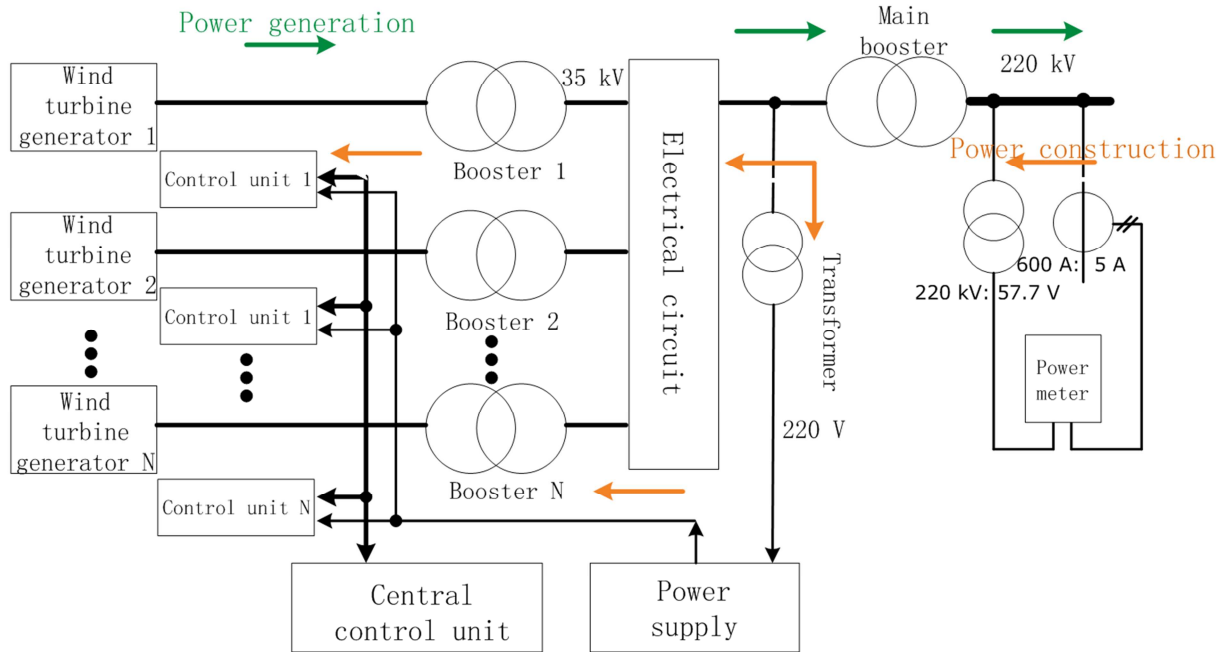 Power generation
Main
booster
220 kV
35 kV
Wind
turbine
generator 1
Electrical circuit
Booster 1
Power construction
Control unit 1
Wind
turbine
generator 2
Transformer
600 A: 5 A
220 kV: 57.7 V
Control unit 1
Booster 2
Power
meter
Wind
turbine
generator N
220 V
Booster N
Control unit N
Central
control unit
Power
supply